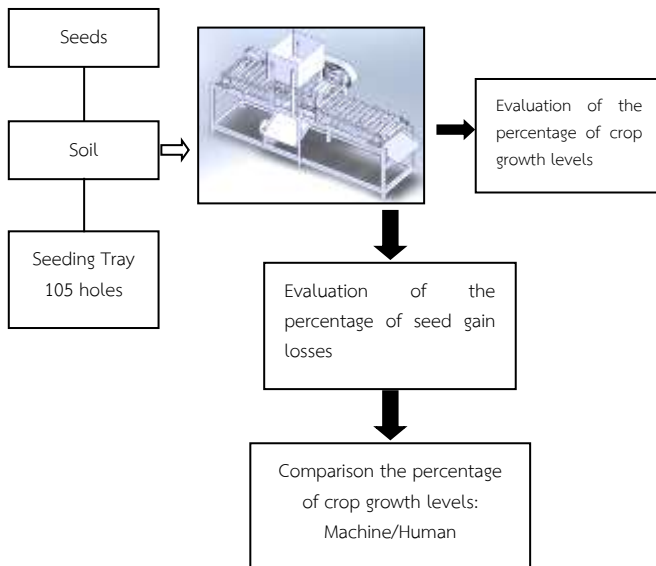 Seeds
Soil
Seeding Tray
105 holes
Evaluation of the
percentage of crop
growth levels
Evaluation of the
percentage of seed gain
losses
Comparison the percentage
of crop growth levels:
Machine/Human